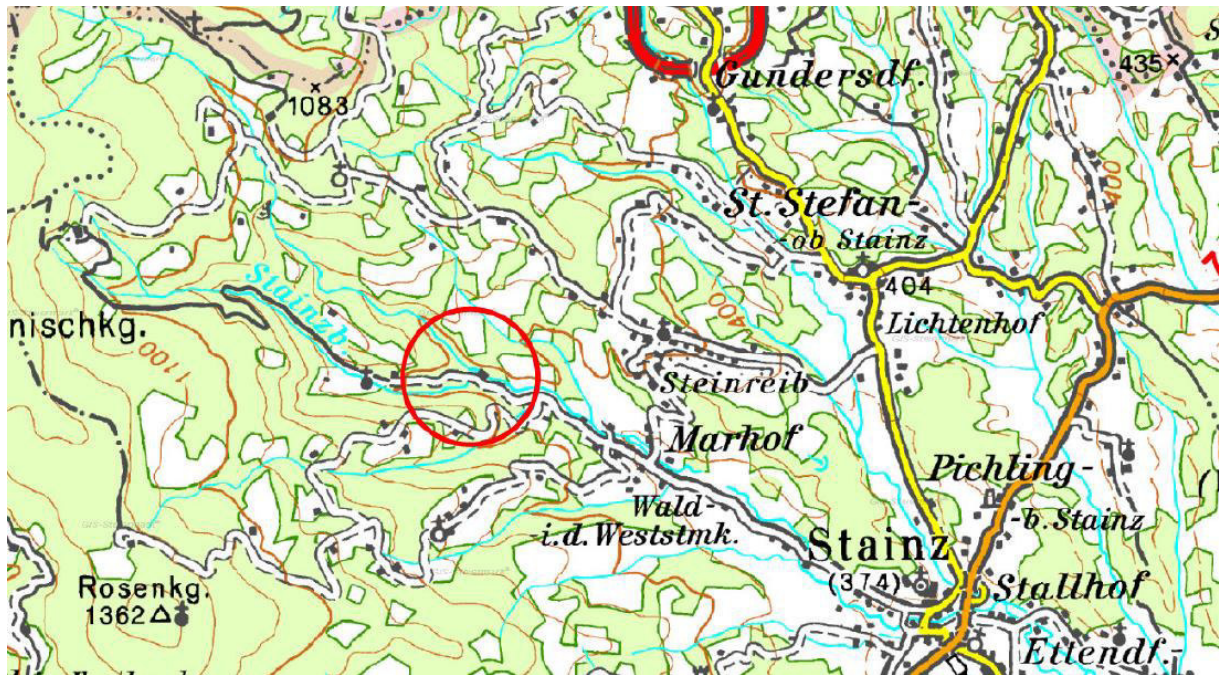 1083
435
Gundersdf.
400
St. Stefan-
-ob Stainz
404
Stainzb.
Lichtenhof
400
nischkg.
1100
Steinreib
Marhof
Pichling-
-b. Stainz
Wald-
-i.d. Weststmk.
Stainz
(374)
Stallhof
Rosenkg.
1362
Ettendf.-